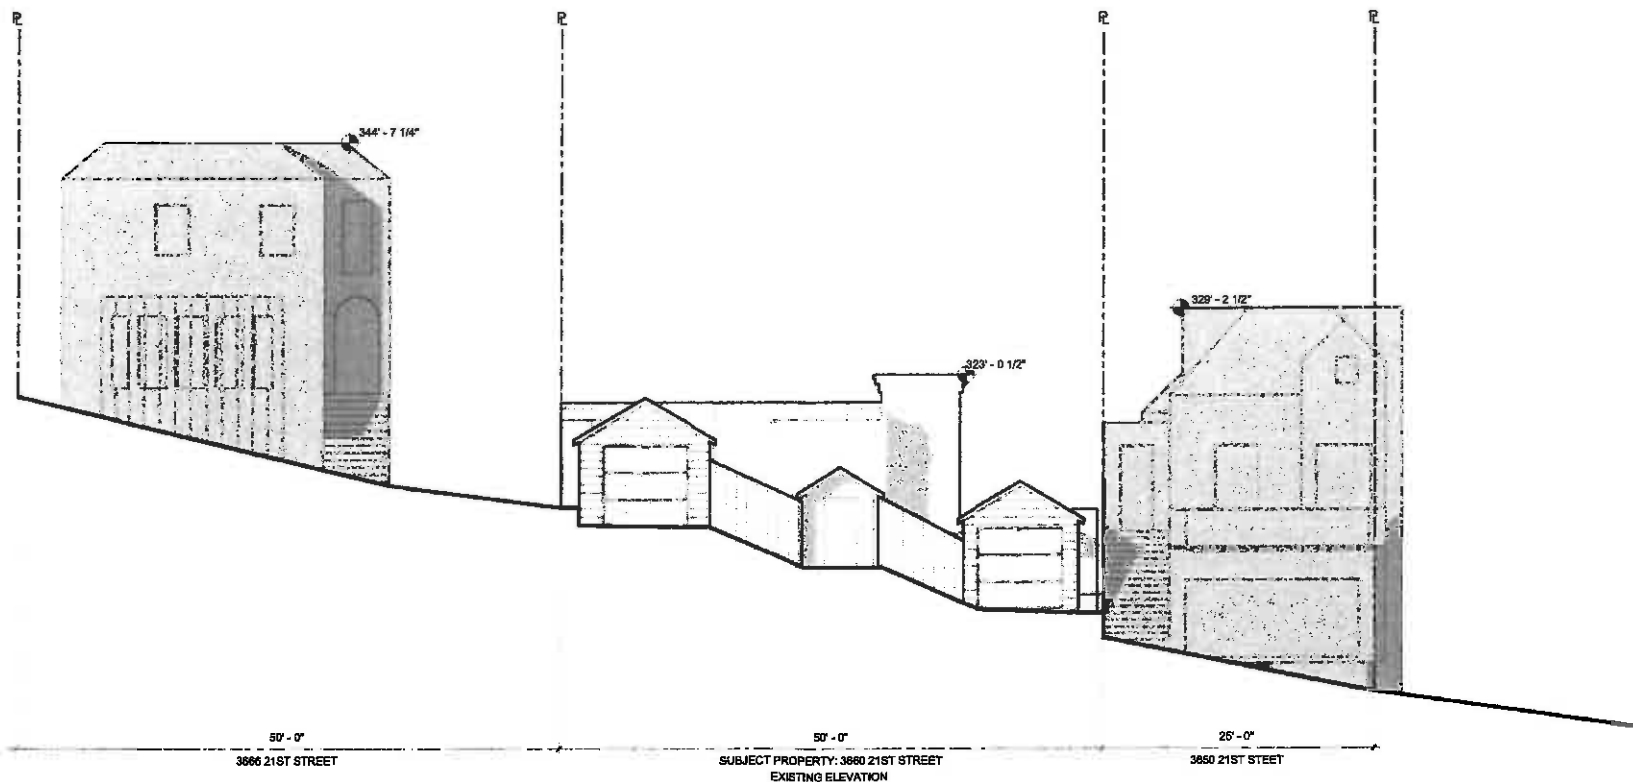 PL
PL
PL
PL
344' - 7 1/4"
329' - 2 1/2"
323' - 0 1/2"
50' - 0"
50' - 0"
25' - 0"
3666 21ST STREET
SUBJECT PROPERTY: 3660 21ST STREET
3650 21ST STEET
EXISTING ELEVATION